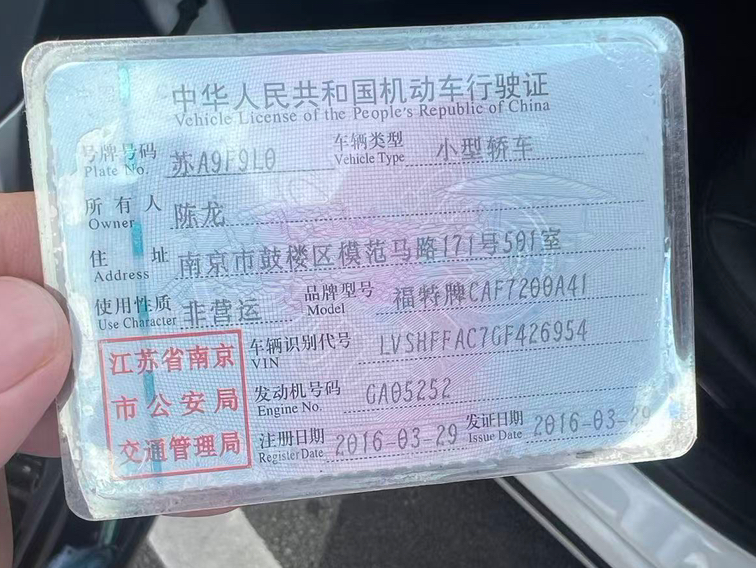 中华人民共和国机动车行驶证
Vehicle License of the People's Republic of China
号牌号码 苏A9F9L0 车辆类型 小型轿车
Plate No. Vehicle Type
所有人 陈龙
Owner
住址 南京市鼓楼区模范马路171号591室
Address
使用性质 非营运 品牌型号 福特牌CAF7200A41
Use Character Model
江苏省南京
市公安局
交通管理局
车辆识别代号 LVSHFFAC7GF426954
VIN
发动机号码 GA05252
Engine No.
注册日期 2016-03-29 发证日期 2016-03-29
Register Date Issue Date